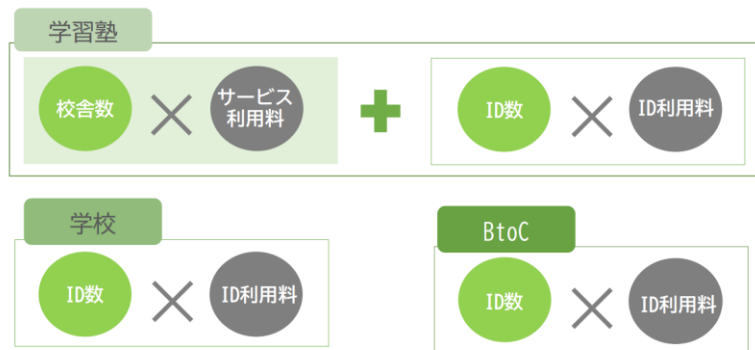 学習塾
校舎数 × サービス利用料 + ID数 × ID利用料
学校
ID数 × ID利用料
BtoC
ID数 × ID利用料